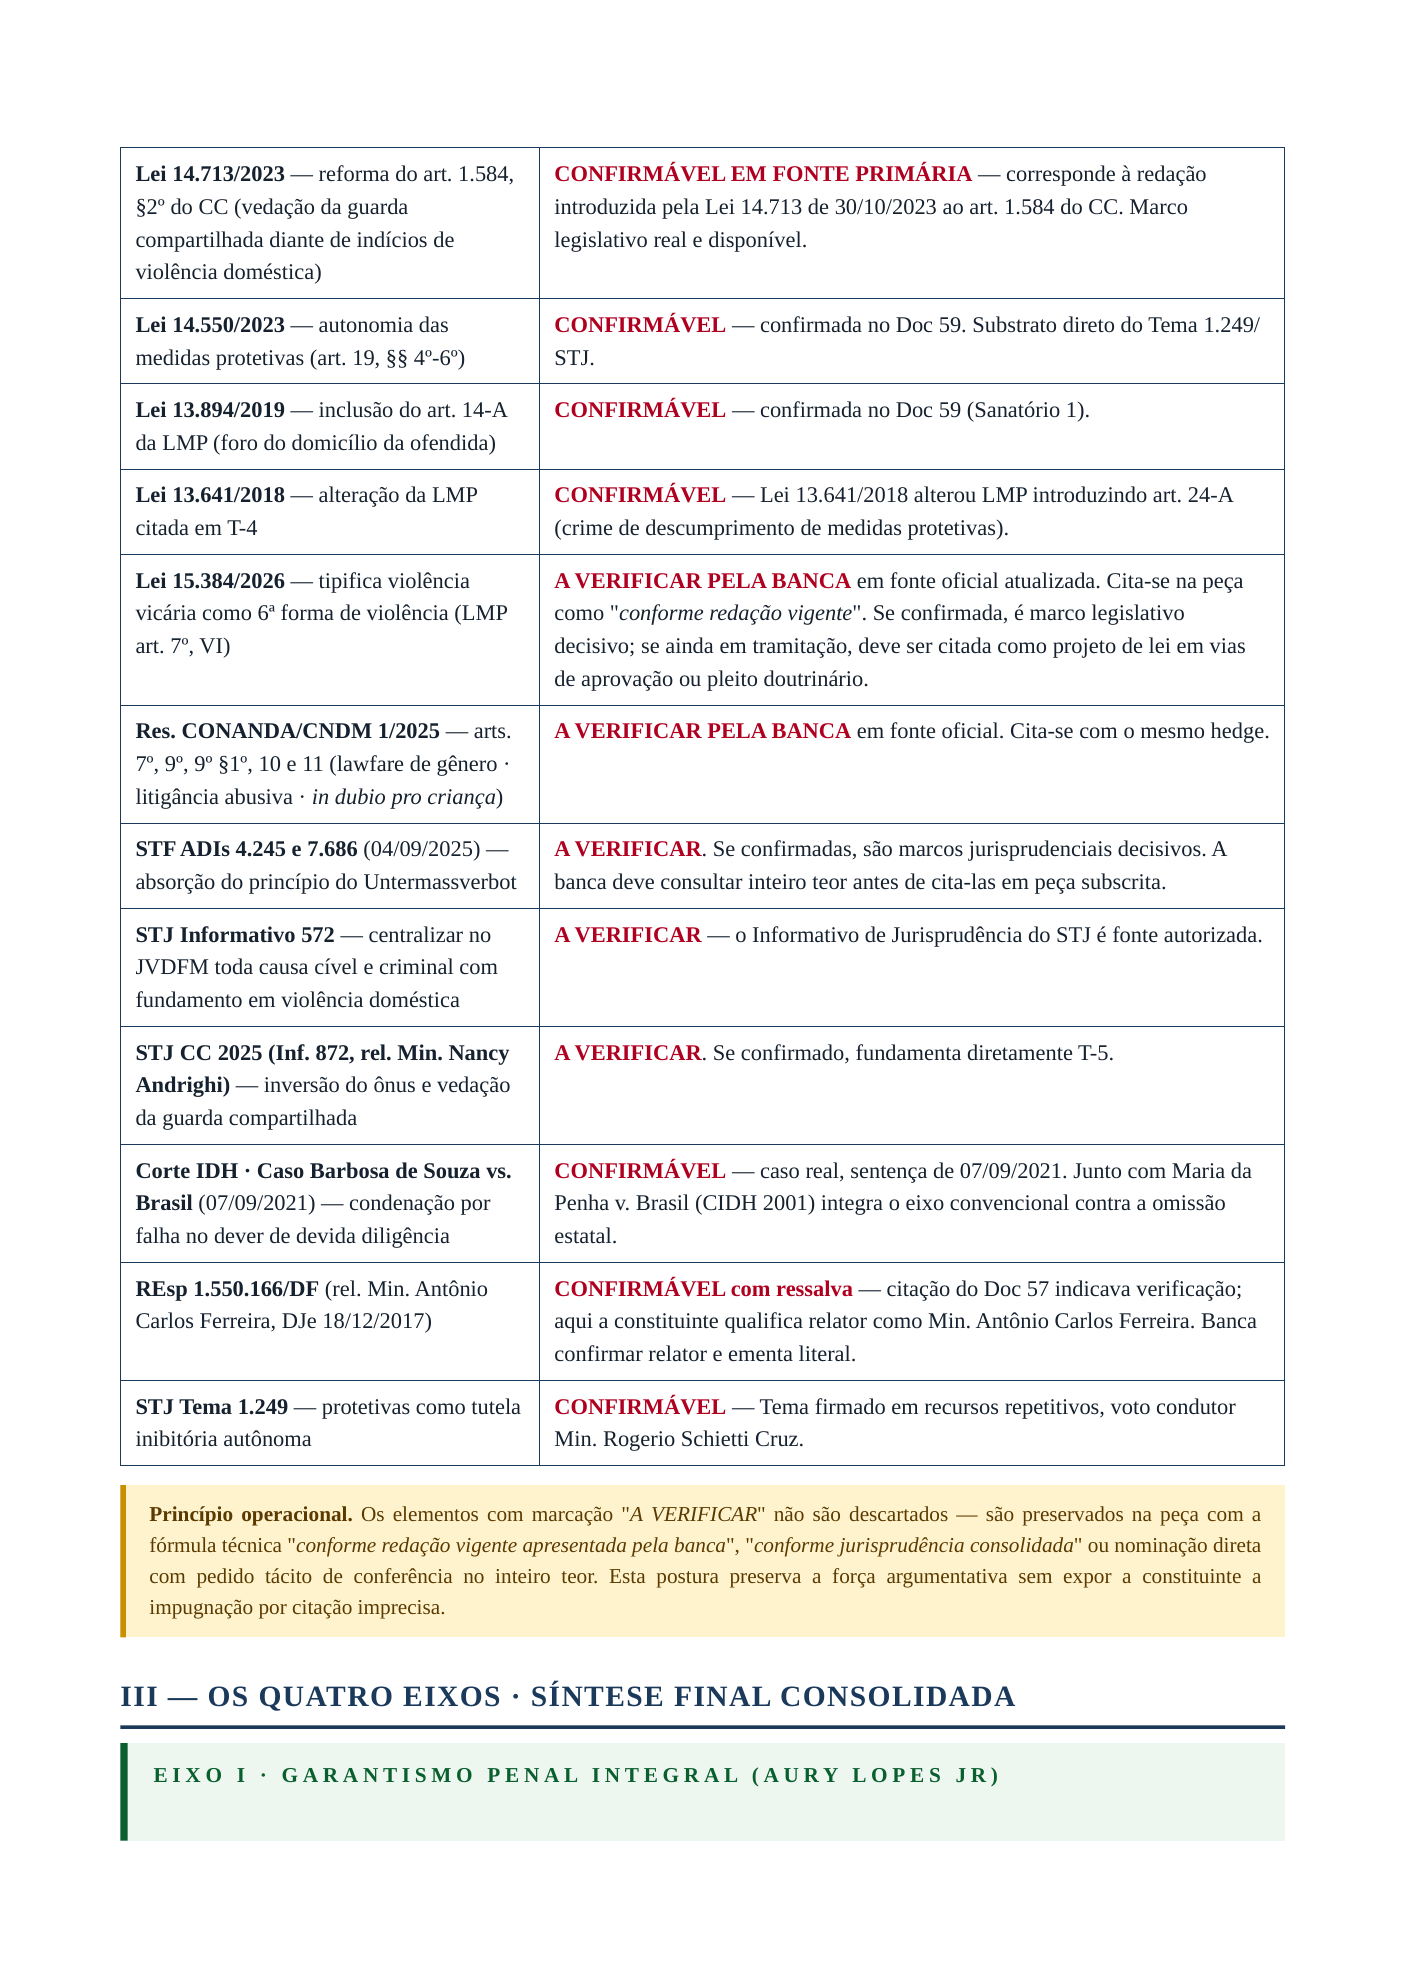 Lei 14.713/2023 — reforma do art. 1.584,
§2º do CC (vedação da guarda
compartilhada diante de indícios de
violência doméstica)
CONFIRMÁVEL EM FONTE PRIMÁRIA — corresponde à redação
introduzida pela Lei 14.713 de 30/10/2023 ao art. 1.584 do CC. Marco
legislativo real e disponível.
Lei 14.550/2023 — autonomia das
medidas protetivas (art. 19, §§ 4º-6º)
CONFIRMÁVEL — confirmada no Doc 59. Substrato direto do Tema 1.249/
STJ.
Lei 13.894/2019 — inclusão do art. 14-A
da LMP (foro do domicílio da ofendida)
CONFIRMÁVEL — confirmada no Doc 59 (Sanatório 1).
Lei 13.641/2018 — alteração da LMP
citada em T-4
CONFIRMÁVEL — Lei 13.641/2018 alterou LMP introduzindo art. 24-A
(crime de descumprimento de medidas protetivas).
Lei 15.384/2026 — tipifica violência
vicária como 6ª forma de violência (LMP
art. 7º, VI)
A VERIFICAR PELA BANCA em fonte oficial atualizada. Cita-se na peça
como "conforme redação vigente". Se confirmada, é marco legislativo
decisivo; se ainda em tramitação, deve ser citada como projeto de lei em vias
de aprovação ou pleito doutrinário.
Res. CONANDA/CNDM 1/2025 — arts.
7º, 9º, 9º §1º, 10 e 11 (lawfare de gênero ·
litigância abusiva · in dubio pro criança)
A VERIFICAR PELA BANCA em fonte oficial. Cita-se com o mesmo hedge.
STF ADIs 4.245 e 7.686 (04/09/2025) —
absorção do princípio do Untermassverbot
A VERIFICAR. Se confirmadas, são marcos jurisprudenciais decisivos. A
banca deve consultar inteiro teor antes de cita-las em peça subscrita.
STJ Informativo 572 — centralizar no
JVDFM toda causa cível e criminal com
fundamento em violência doméstica
A VERIFICAR — o Informativo de Jurisprudência do STJ é fonte autorizada.
STJ CC 2025 (Inf. 872, rel. Min. Nancy
Andrighi) — inversão do ônus e vedação
da guarda compartilhada
A VERIFICAR. Se confirmado, fundamenta diretamente T-5.
Corte IDH · Caso Barbosa de Souza vs.
Brasil (07/09/2021) — condenação por
falha no dever de devida diligência
CONFIRMÁVEL — caso real, sentença de 07/09/2021. Junto com Maria da
Penha v. Brasil (CIDH 2001) integra o eixo convencional contra a omissão
estatal.
REsp 1.550.166/DF (rel. Min. Antônio
Carlos Ferreira, DJe 18/12/2017)
CONFIRMÁVEL com ressalva — citação do Doc 57 indicava verificação;
aqui a constituinte qualifica relator como Min. Antônio Carlos Ferreira. Banca
confirmar relator e ementa literal.
STJ Tema 1.249 — protetivas como tutela
inibitória autônoma
CONFIRMÁVEL — Tema firmado em recursos repetitivos, voto condutor
Min. Rogerio Schietti Cruz.
Princípio operacional. Os elementos com marcação "A VERIFICAR" não são descartados — são preservados na peça com a
fórmula técnica "conforme redação vigente apresentada pela banca", "conforme jurisprudência consolidada" ou nominação direta
com pedido tácito de conferência no inteiro teor. Esta postura preserva a força argumentativa sem expor a constituinte a
impugnação por citação imprecisa.
III — OS QUATRO EIXOS · SÍNTESE FINAL CONSOLIDADA
EIXO I · GARANTISMO PENAL INTEGRAL (AURY LOPES JR)